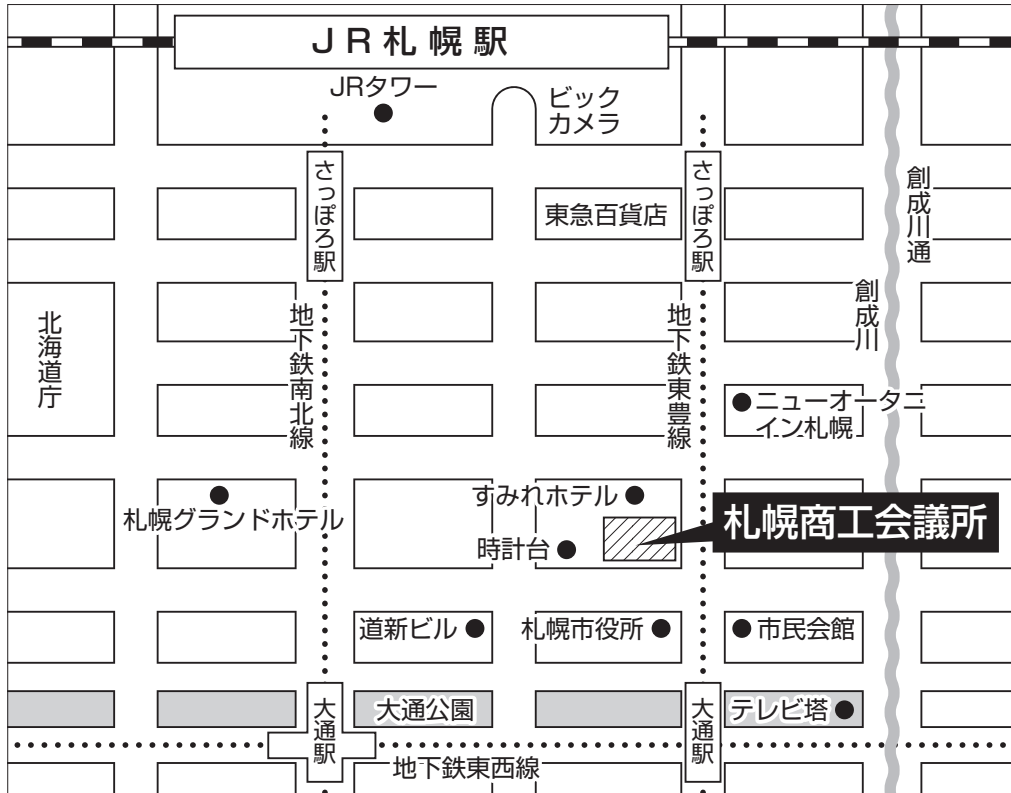 JR札幌駅
JRタワー
ビック
カメラ
さっぽろ駅
東急百貨店
さっぽろ駅
創成川通
創成川
北海道庁
地下鉄南北線
地下鉄東豊線
ニューオータニ
イン札幌
札幌グランドホテル
すみれホテル
時計台
札幌商工会議所
道新ビル
札幌市役所
市民会館
大通駅
大通公園
大通駅
テレビ塔
地下鉄東西線